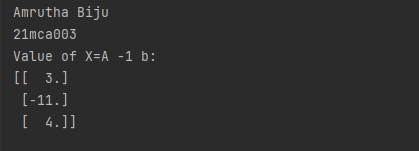 Amrutha Biju
21mca003
Value of X=A -1 b:
[[  3.]
 [-11.]
 [  4.]]